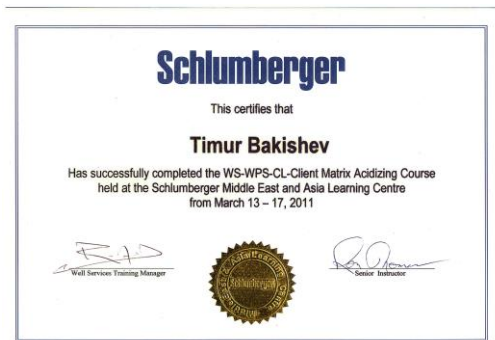 Schlumberger
This certifies that
Timur Bakishev
Has successfully completed the WS-WPS-CL-Client Matrix Acidizing Course
held at the Schlumberger Middle East and Asia Learning Centre
from March 13 – 17, 2011
Well Services Training Manager
Schlumberger
Senior Instructor